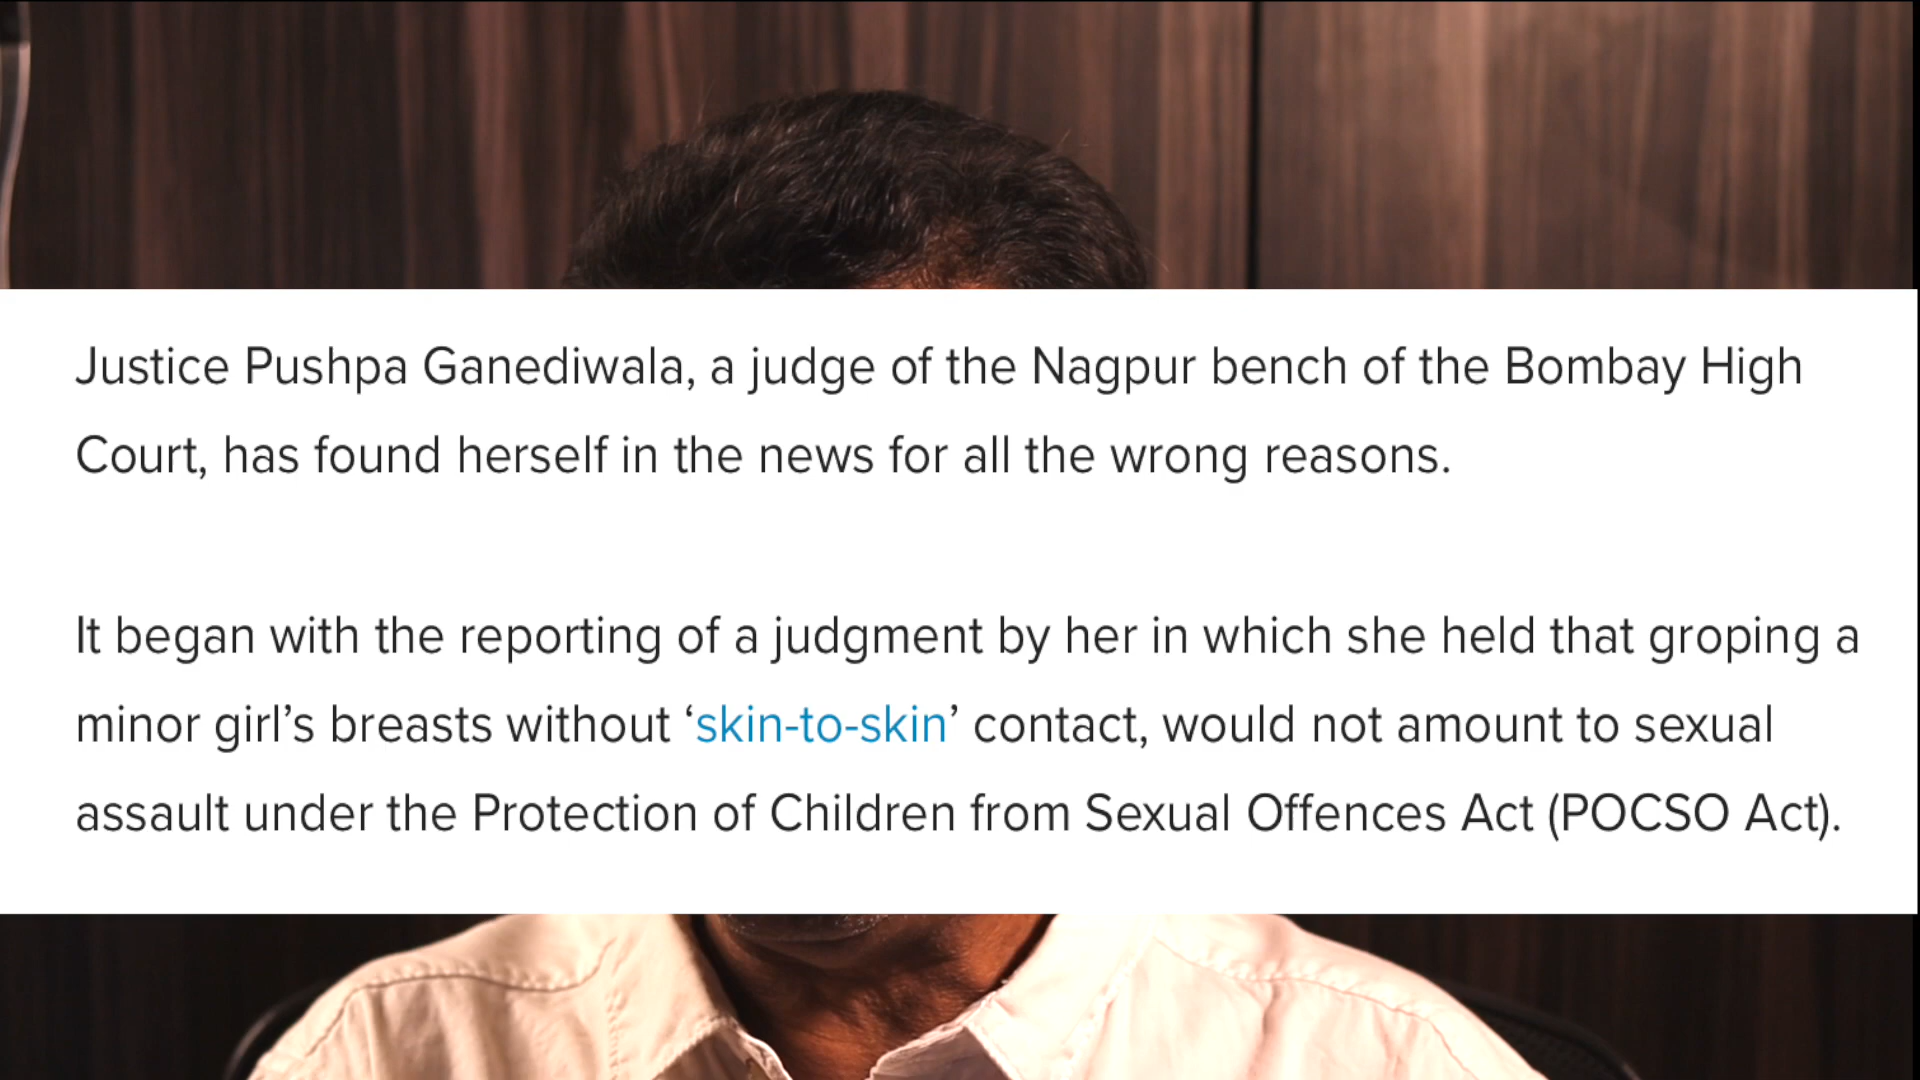 Justice Pushpa Ganediwala, a judge of the Nagpur bench of the Bombay High
Court, has found herself in the news for all the wrong reasons.
It began with the reporting of a judgment by her in which she held that groping a
minor girl’s breasts without ‘skin-to-skin’ contact, would not amount to sexual
assault under the Protection of Children from Sexual Offences Act (POCSO Act).